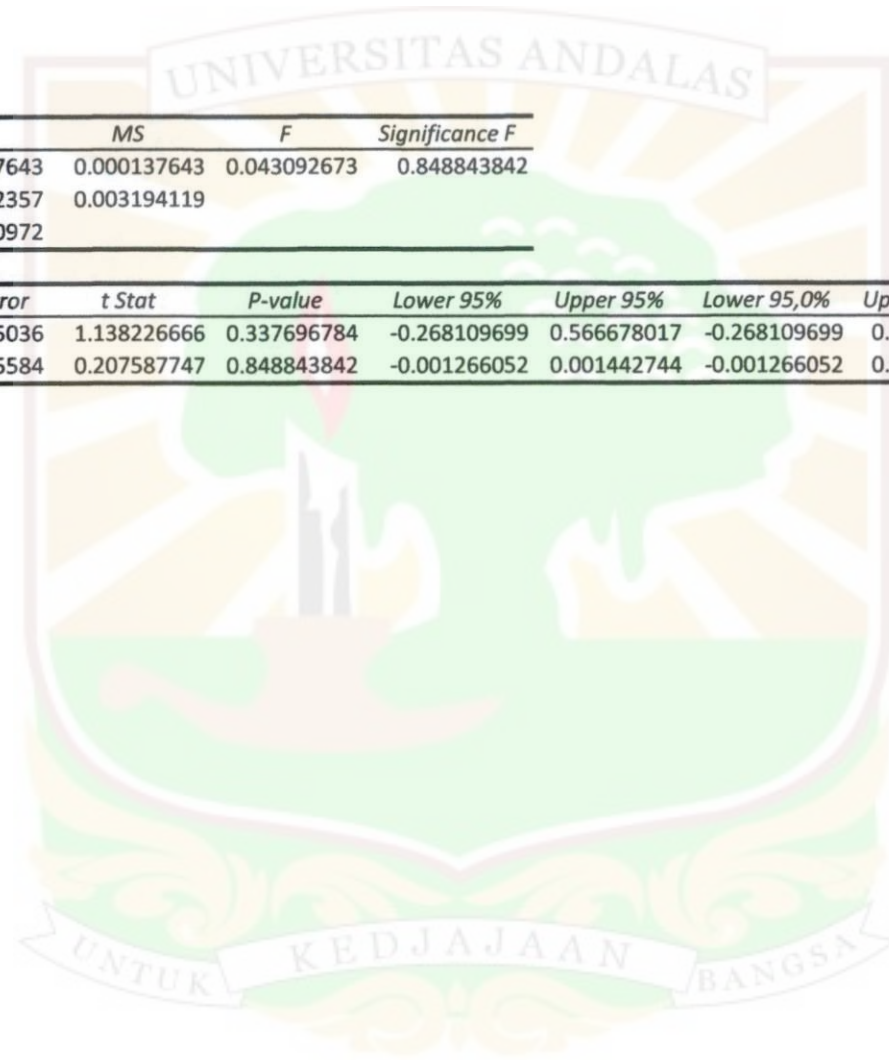 UNIVERSITAS ANDALAS
MS F Significance F
7643 0.000137643 0.043092673 0.848843842
2357 0.003194119
0972
ror t Stat P-value Lower 95% Upper 95% Lower 95,0% Up
5036 1.138226666 0.337696784 -0.268109699 0.566678017 -0.268109699 0.
5584 0.207587747 0.848843842 -0.001266052 0.001442744 -0.001266052 0.
UNTUK KEDJAJAAN BANGSA